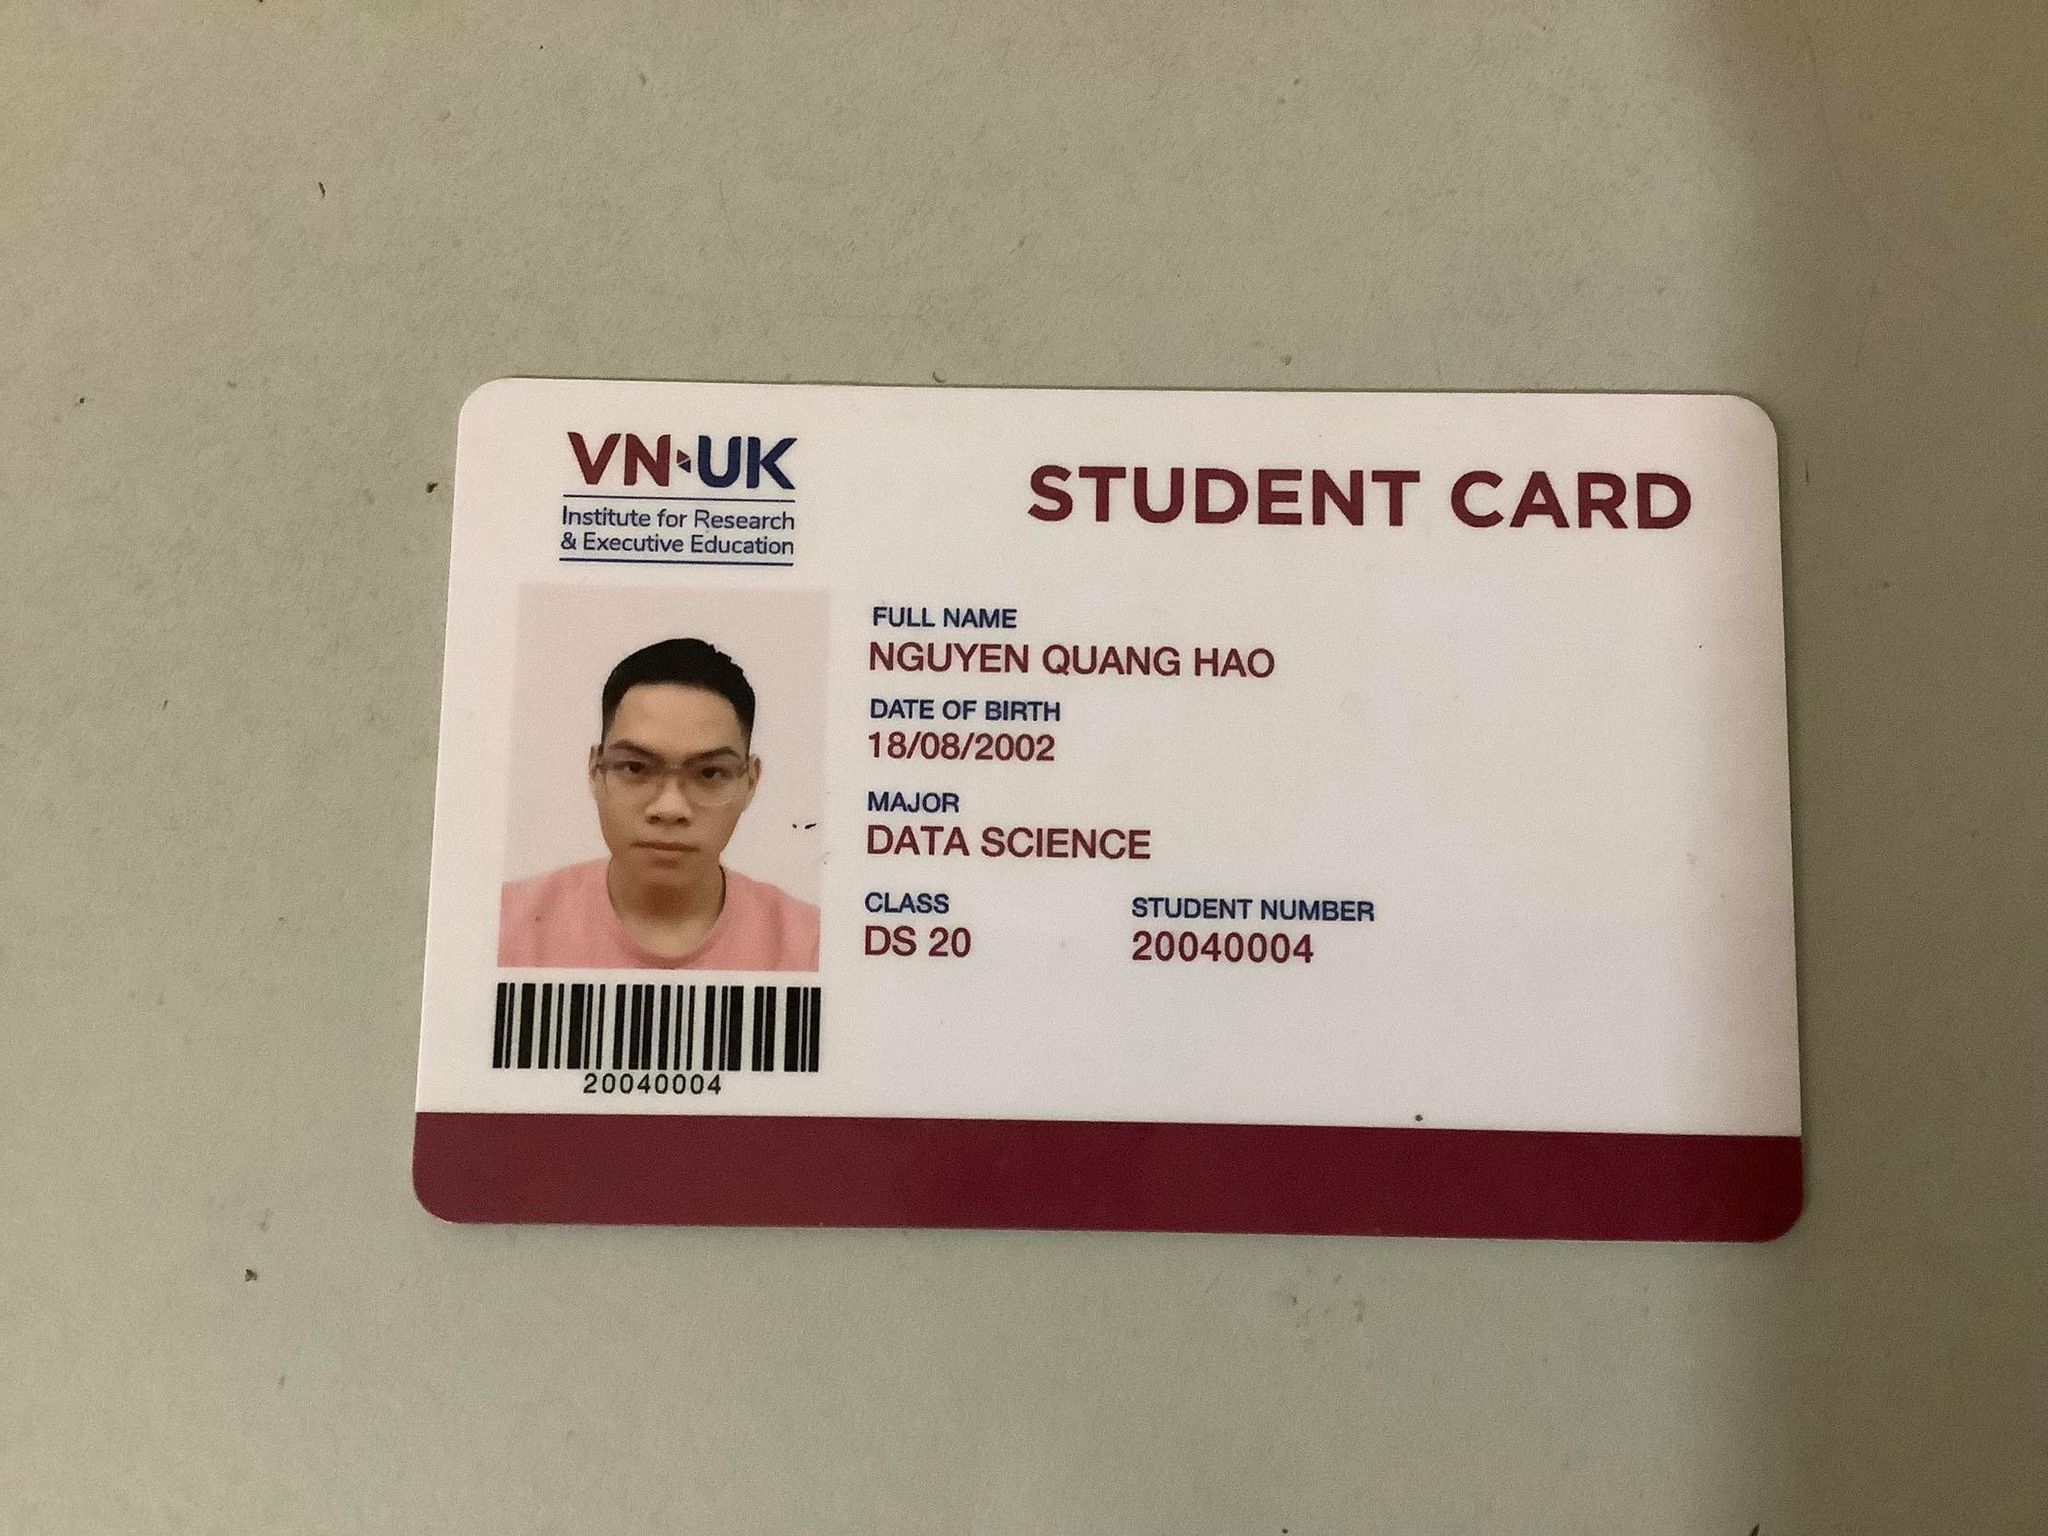 VN UK
Institute for Research
& Executive Education
STUDENT CARD
FULL NAME
NGUYEN QUANG HAO
DATE OF BIRTH
18/08/2002
MAJOR
DATA SCIENCE
CLASS
DS 20
STUDENT NUMBER
20040004
20040004